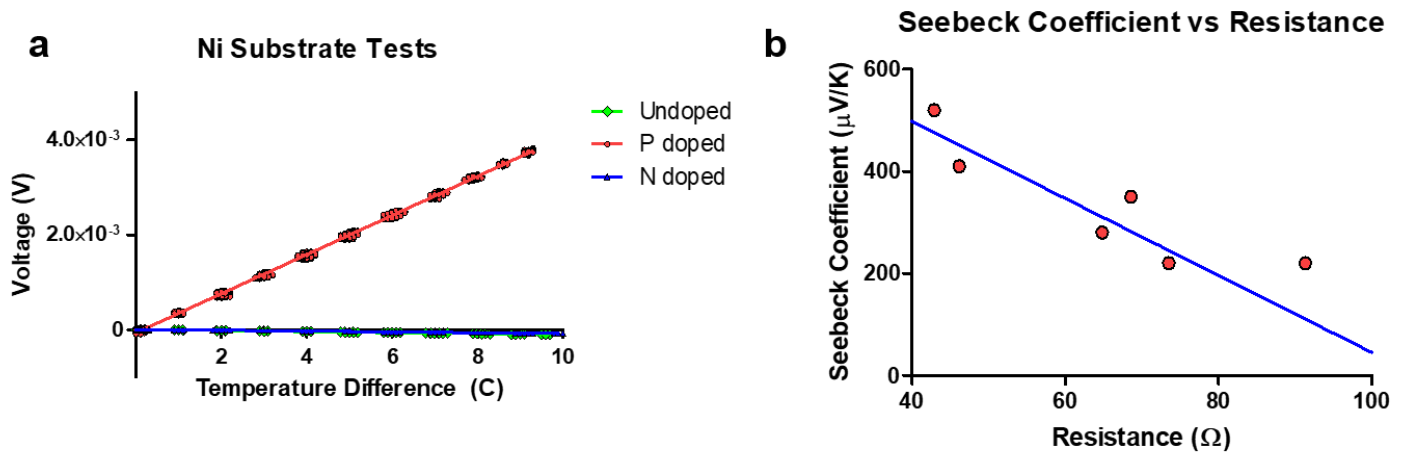 a
Ni Substrate Tests
Voltage (V)
4.0×10⁻³
2.0×10⁻³
0
2
4
6
8
10
Temperature Difference (C)
Undoped
P doped
N doped
b
Seebeck Coefficient vs Resistance
Seebeck Coefficient (μV/K)
600
400
200
0
40
60
80
100
Resistance (Ω)